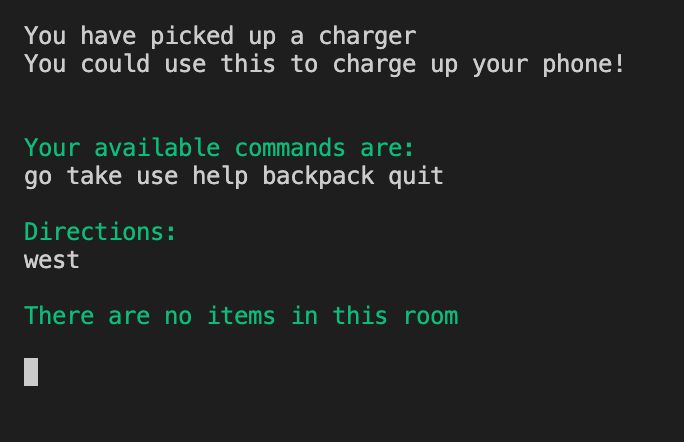 You have picked up a charger
You could use this to charge up your phone!
Your available commands are:
go take use help backpack quit
Directions:
west
There are no items in this room